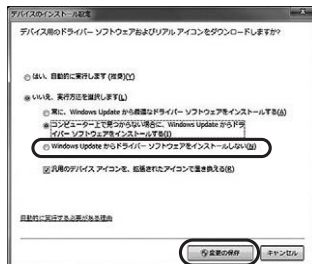 デバイスのインストール設定
デバイス用のドライバー ソフトウェアおよびリアル アイコンをダウンロードしますか?
はい、自動的に実行します (推奨)(Y)
いいえ、実行方法を選択します(L)
常に、Windows Update から最適なドライバー ソフトウェアをインストールする(A)
コンピューター上で見つからない場合に、Windows Update からドラ
イバー ソフトウェアをインストールする(I)
Windows Update からドライバー ソフトウェアをインストールしない(N)
汎用のデバイス アイコンを、拡張されたアイコンで置き換える(R)
自動的に実行する必要がある理由
変更の保存
キャンセル